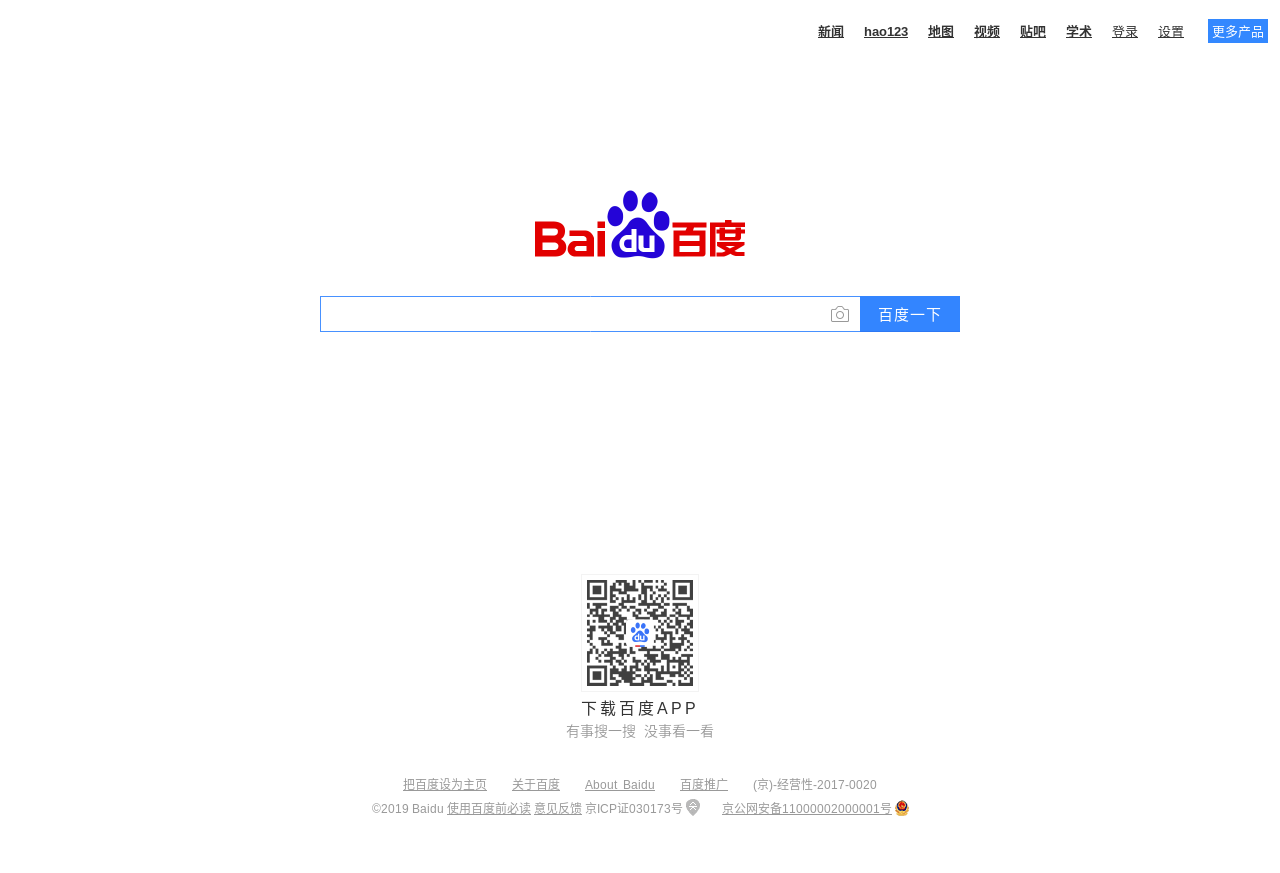 新闻 hao123 地图 视频 贴吧 学术 登录 设置 更多产品
Baidu百度
百度一下
du
下载百度APP
有事搜一搜 没事看一看
把百度设为主页 关于百度 About Baidu 百度推广 (京)-经营性-2017-0020
©2019 Baidu 使用百度前必读 意见反馈 京ICP证030173号 京公网安备11000002000001号